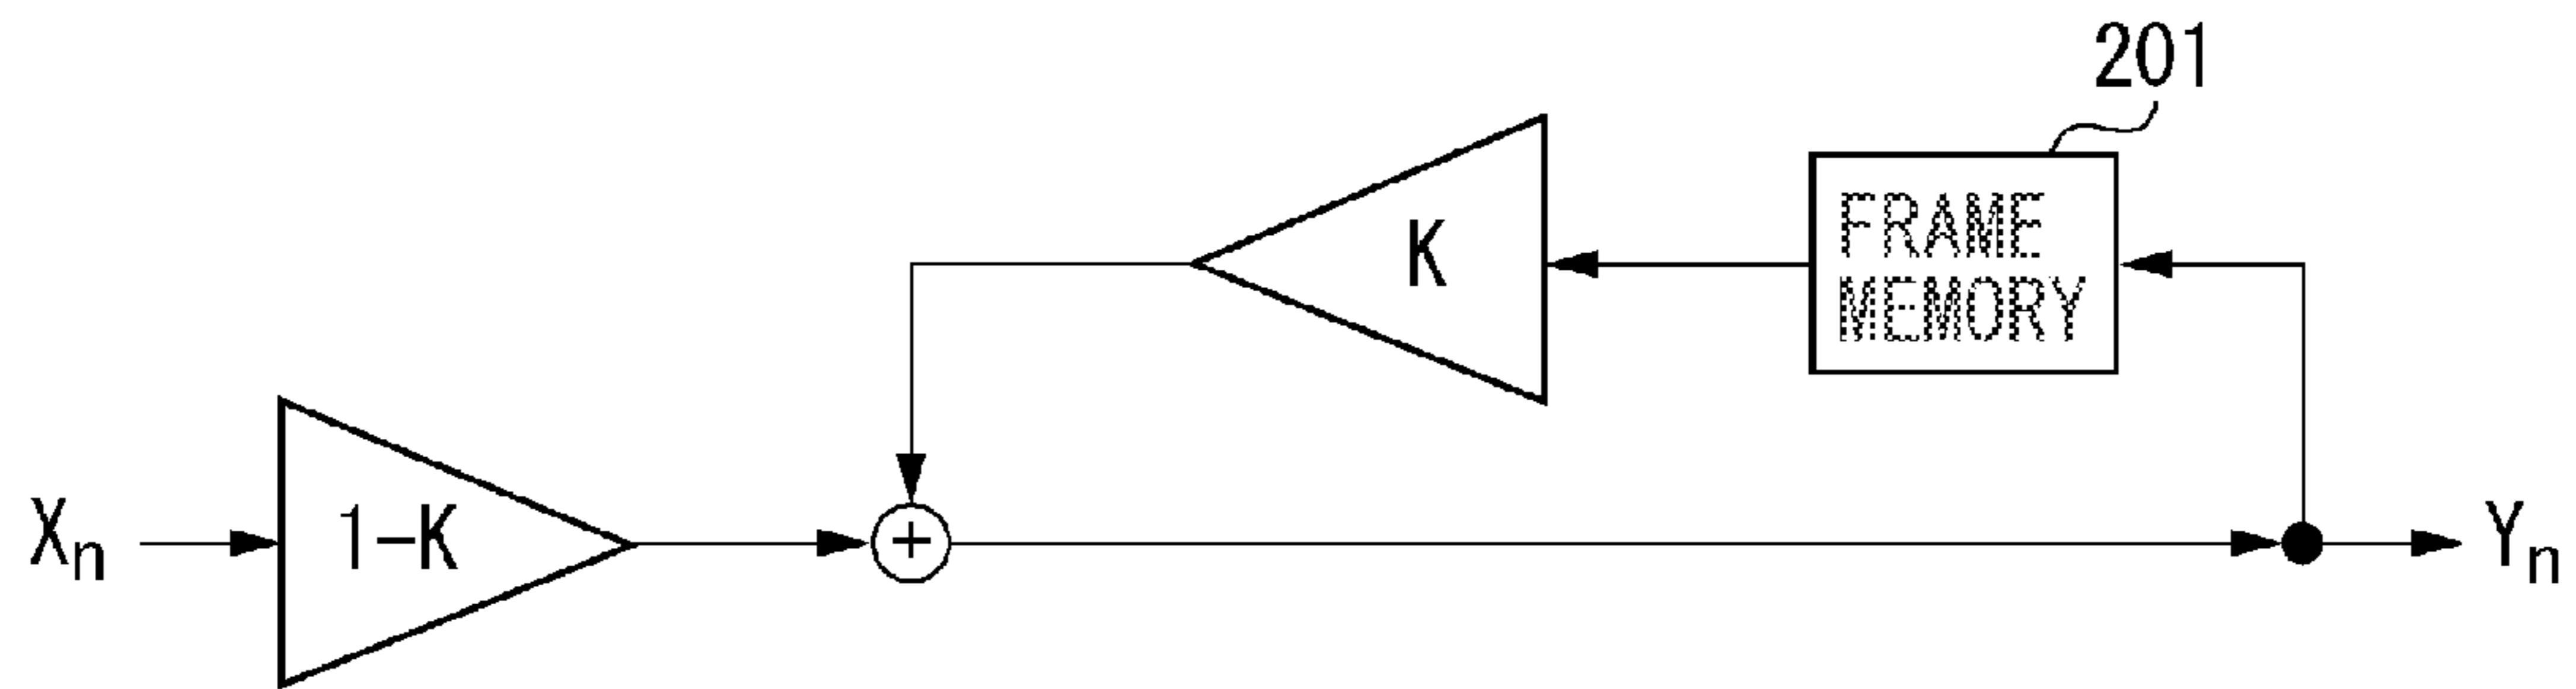 201
K
FRAME
MEMORY
Xn
1-K
+
Yn